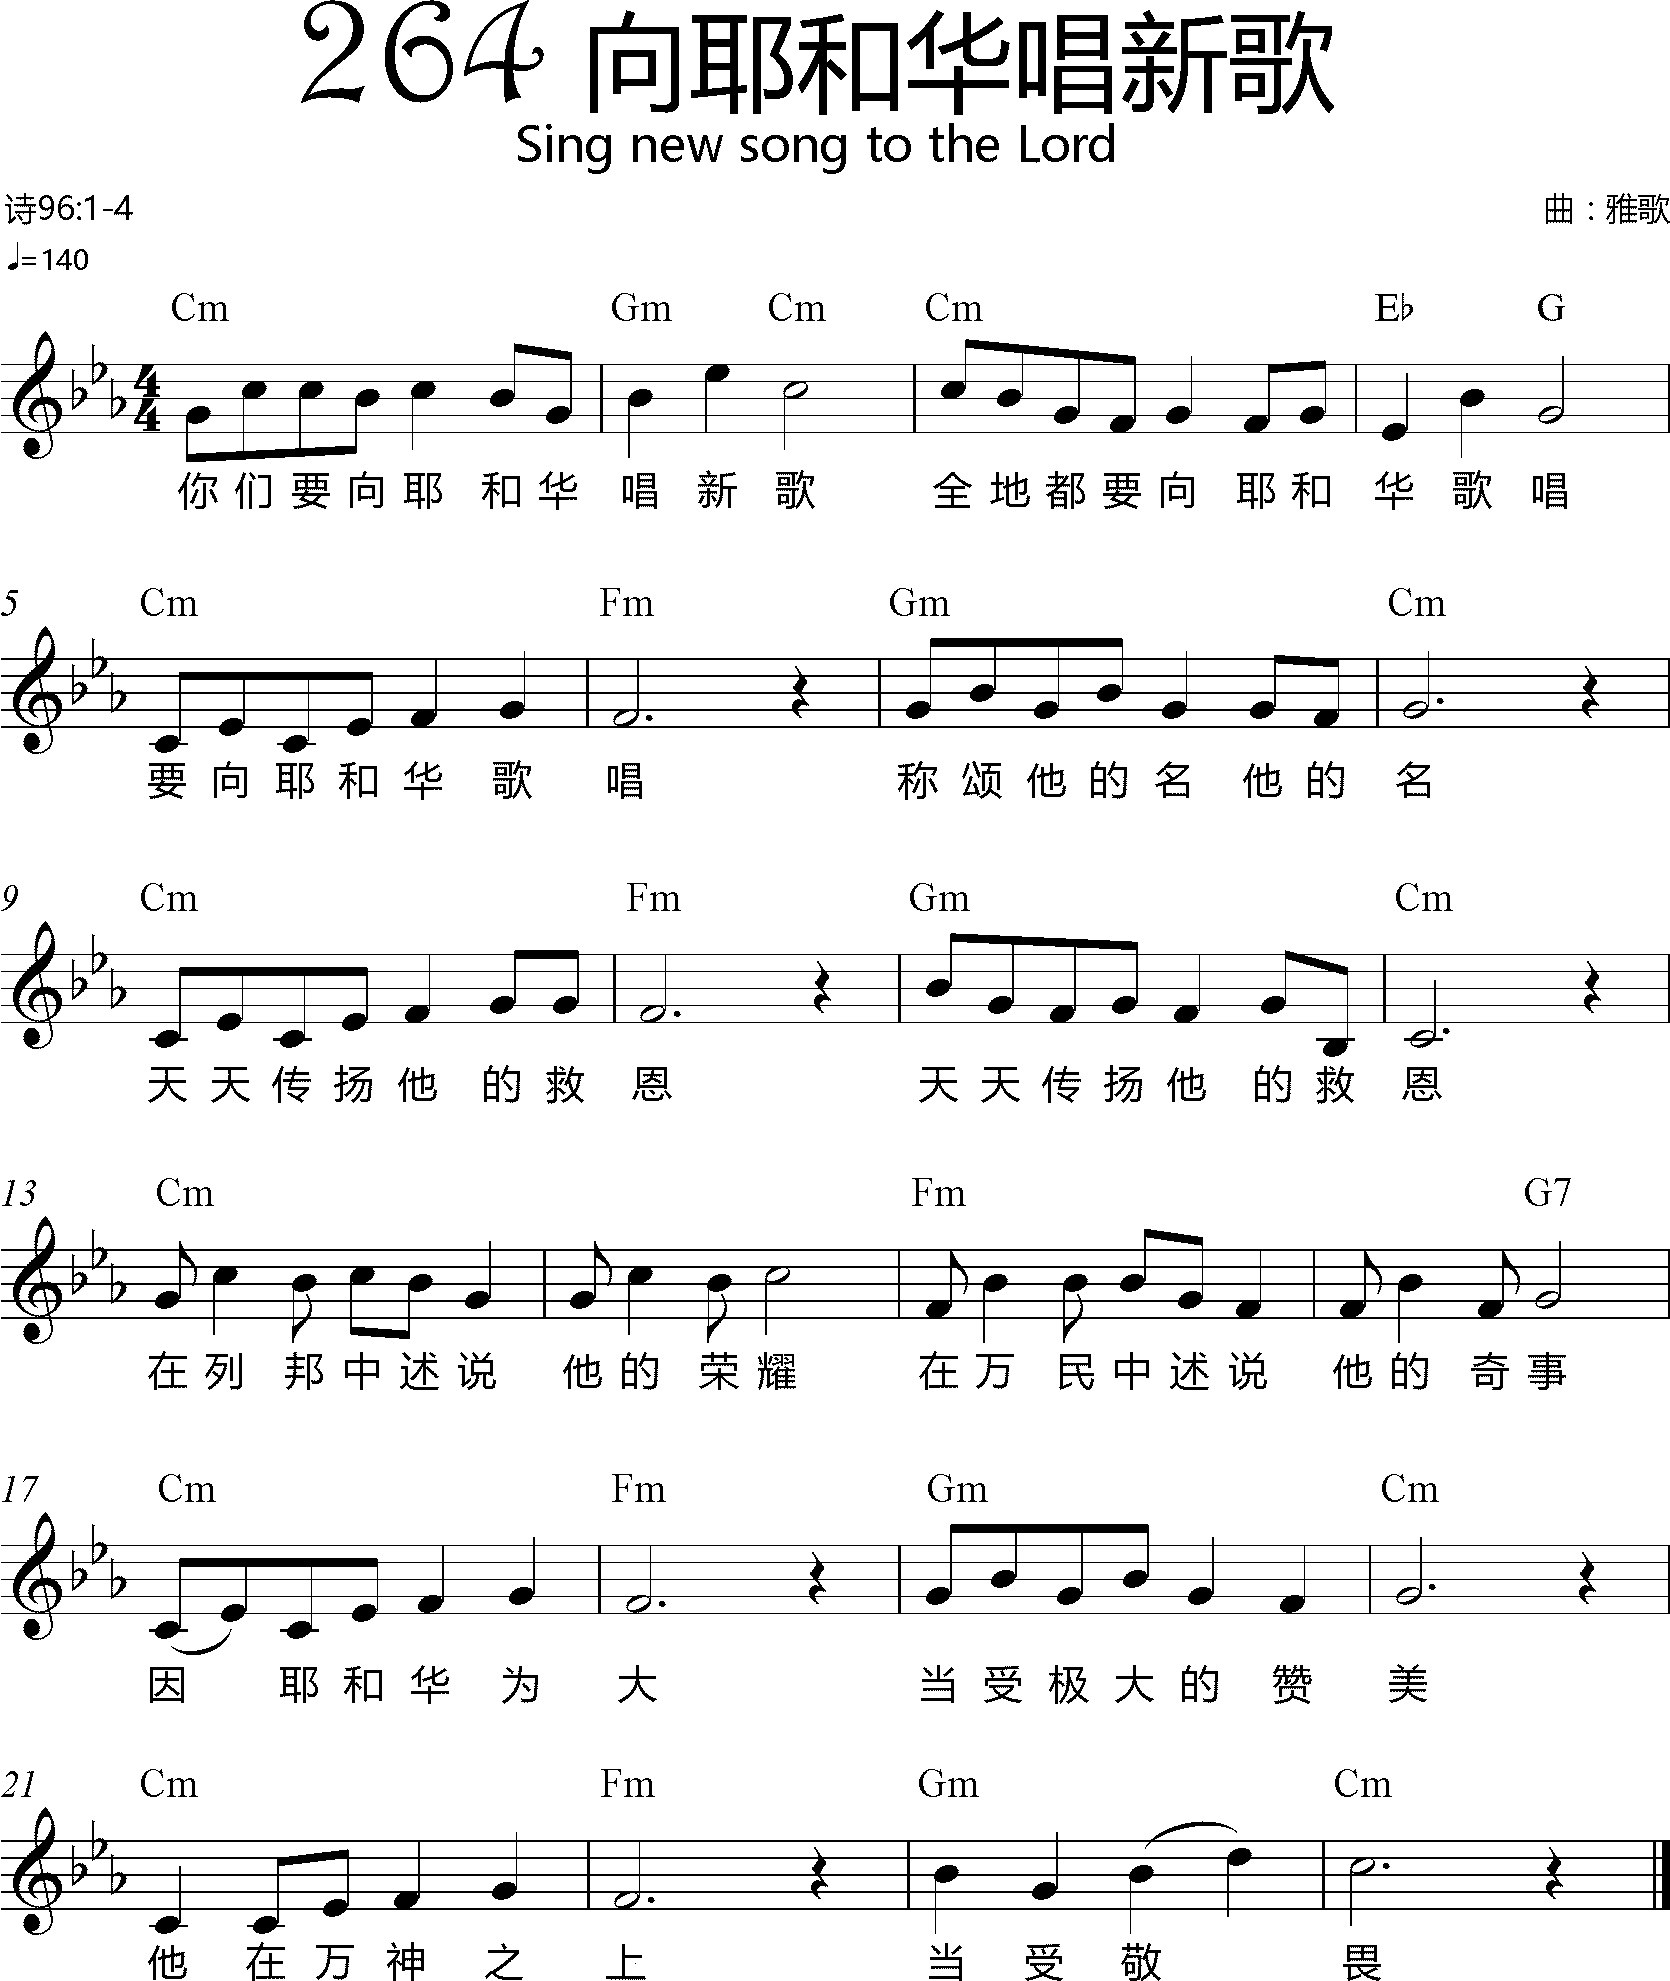 264 向耶和华唱新歌
Sing new song to the Lord
诗96:1-4 曲：雅歌
♩=140
Cm Gm Cm Cm E♭ G
你们要向耶和华唱新歌 全地都要向耶和华歌唱
5 Cm Fm Gm Cm
要向耶和华歌唱 称颂他的名他的名
9 Cm Fm Gm Cm
天天传扬他的救恩 天天传扬他的救恩
13 Cm Fm G7
在列邦中述说他的荣耀 在万民中述说他的奇事
17 Cm Fm Gm Cm
因耶和华为大 当受极大的赞美
21 Cm Fm Gm Cm
他在万神之上 当受敬畏